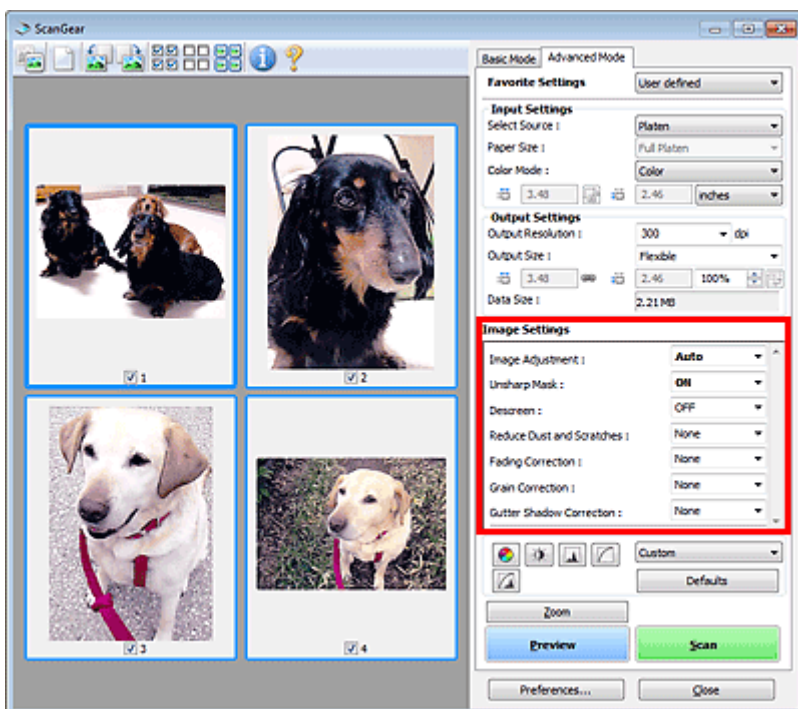 ScanGear
Basic Mode Advanced Mode
Favorite Settings User defined
Input Settings
Select Source : Platen
Paper Size : Full Platen
Color Mode : Color
3.48 2.46 inches
Output Settings
Output Resolution : 300 dpi
Output Size : Flexible
3.48 2.46 100%
Data Size : 2.21 MB
Image Settings
Image Adjustment : Auto
Unsharp Mask : ON
Descreen : OFF
Reduce Dust and Scratches : None
Fading Correction : None
Grain Correction : None
Gutter Shadow Correction : None
Custom
Defaults
Zoom
Preview Scan
Preferences... Close
1 2
3 4